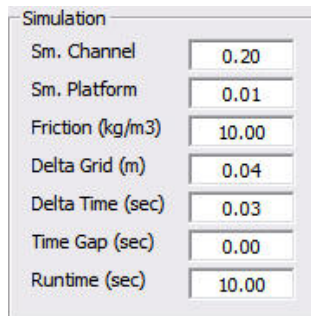 Simulation
Sm. Channel 0.20
Sm. Platform 0.01
Friction (kg/m3) 10.00
Delta Grid (m) 0.04
Delta Time (sec) 0.03
Time Gap (sec) 0.00
Runtime (sec) 10.00